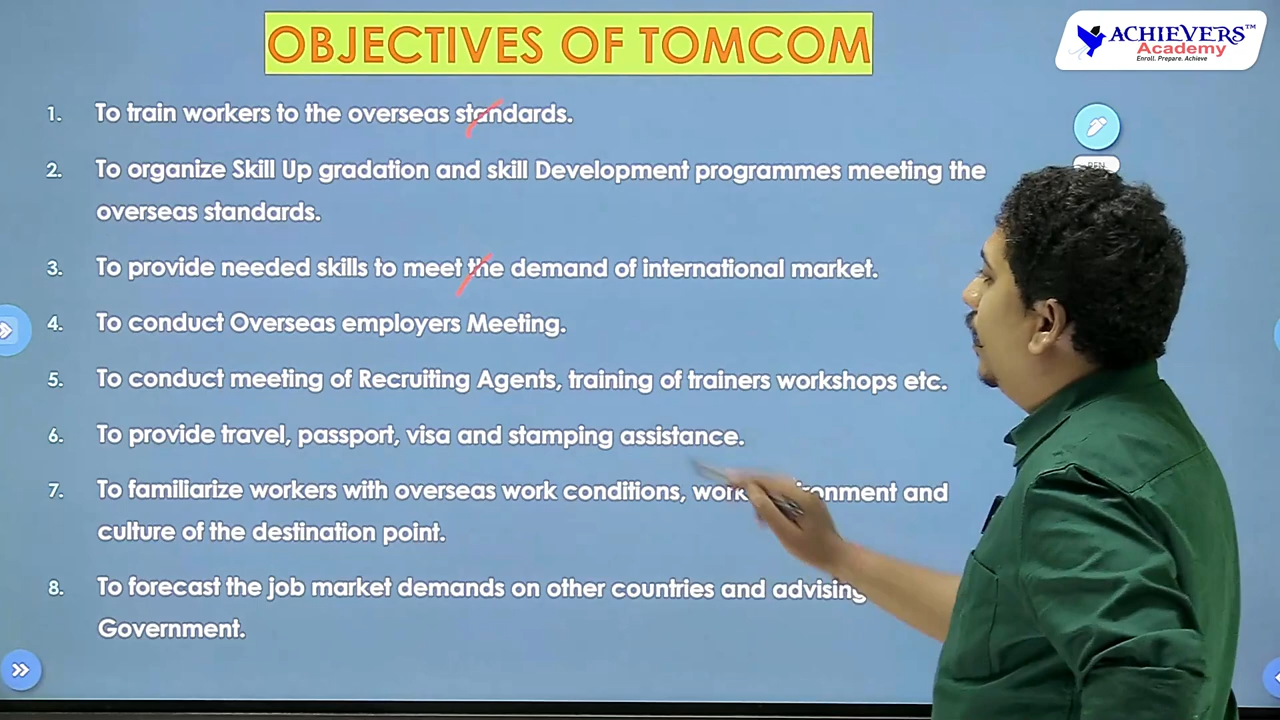 OBJECTIVES OF TOMCOM
ACHIEVERS™
Academy
Enroll. Prepare. Achieve
1. To train workers to the overseas standards.
2. To organize Skill Up gradation and skill Development programmes meeting the
overseas standards.
3. To provide needed skills to meet the demand of international market.
4. To conduct Overseas employers Meeting.
5. To conduct meeting of Recruiting Agents, training of trainers workshops etc.
6. To provide travel, passport, visa and stamping assistance.
7. To familiarize workers with overseas work conditions, and
culture of the destination point.
8. To forecast the job market demands on other countries and advising
Government.